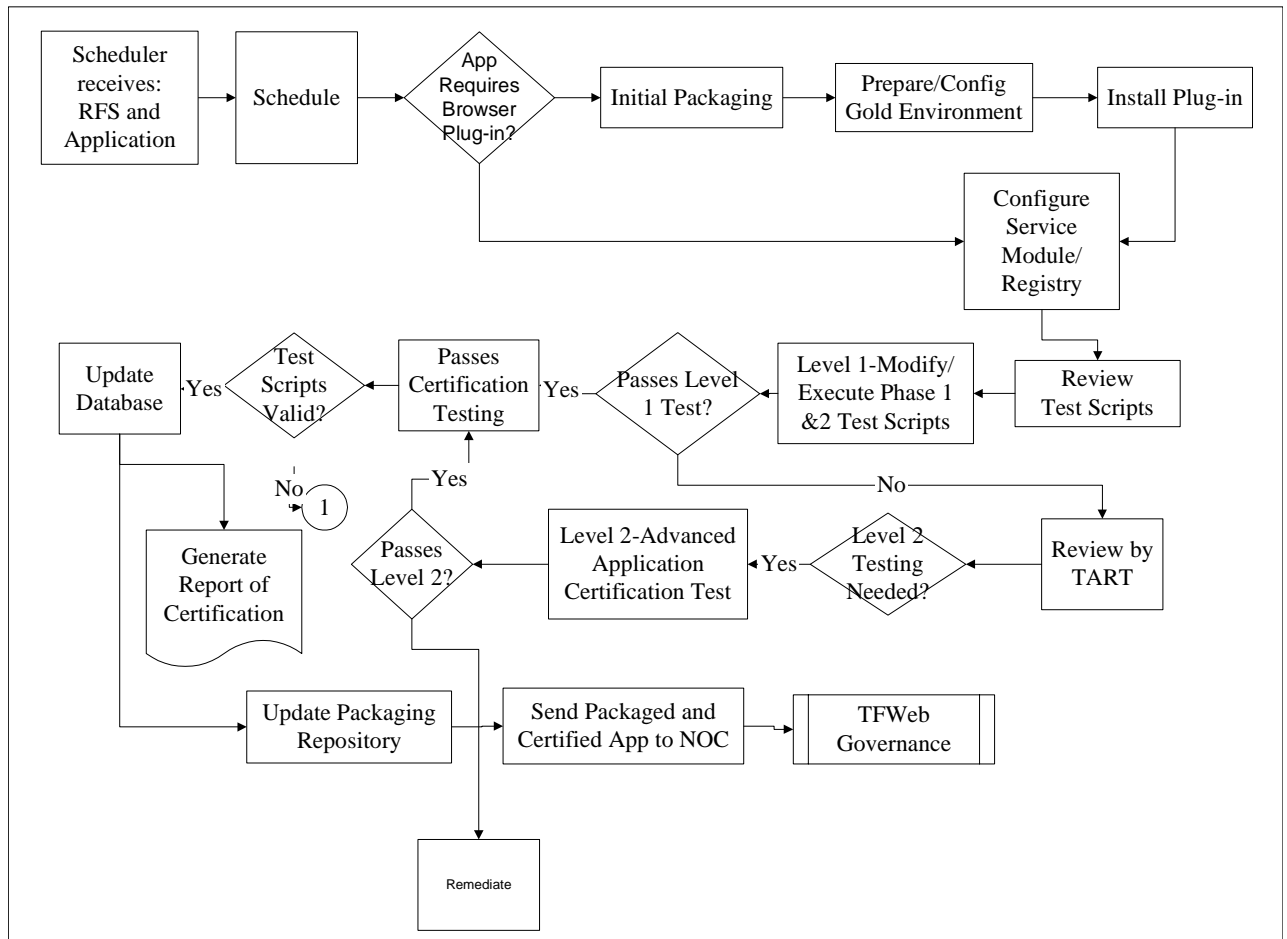 Scheduler
receives:
RFS and
Application
Schedule
App
Requires
Browser
Plug-in?
Initial Packaging
Prepare/Config
Gold Environment
Install Plug-in
Configure
Service
Module/
Registry
Update
Database
Yes
Test
Scripts
Valid?
Passes
Certification
Testing
Yes
Passes Level
1 Test?
Level 1-Modify/
Execute Phase 1
&2 Test Scripts
Review
Test Scripts
No
1
Yes
No
Generate
Report of
Certification
Passes
Level 2?
Level 2-Advanced
Application
Certification Test
Yes
Level 2
Testing
Needed?
Review by
TART
Update Packaging
Repository
Send Packaged and
Certified App to NOC
TFWeb
Governance
Remediate